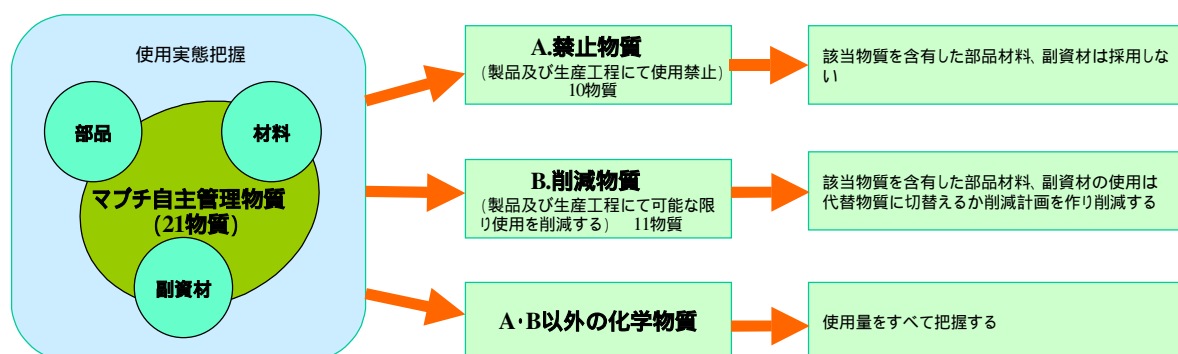 使用実態把握
部品
材料
マブチ自主管理物質
(21物質)
副資材
A.禁止物質
(製品及び生産工程にて使用禁止)
10物質
該当物質を含有した部品材料、副資材は採用しな
い
B.削減物質
(製品及び生産工程にて可能な限
り使用を削減する) 11物質
該当物質を含有した部品材料、副資材の使用は
代替物質に切替えるか削減計画を作り削減する
A・B以外の化学物質
使用量をすべて把握する